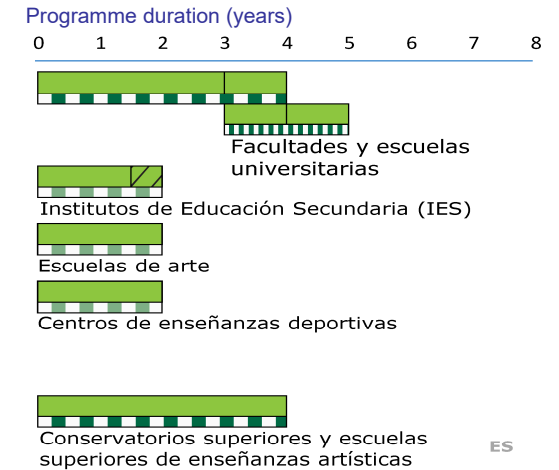 Programme duration (years)
0 1 2 3 4 5 6 7 8
Facultades y escuelas
universitarias
Institutos de Educación Secundaria (IES)
Escuelas de arte
Centros de enseñanzas deportivas
Conservatorios superiores y escuelas
superiores de enseñanzas artísticas
ES